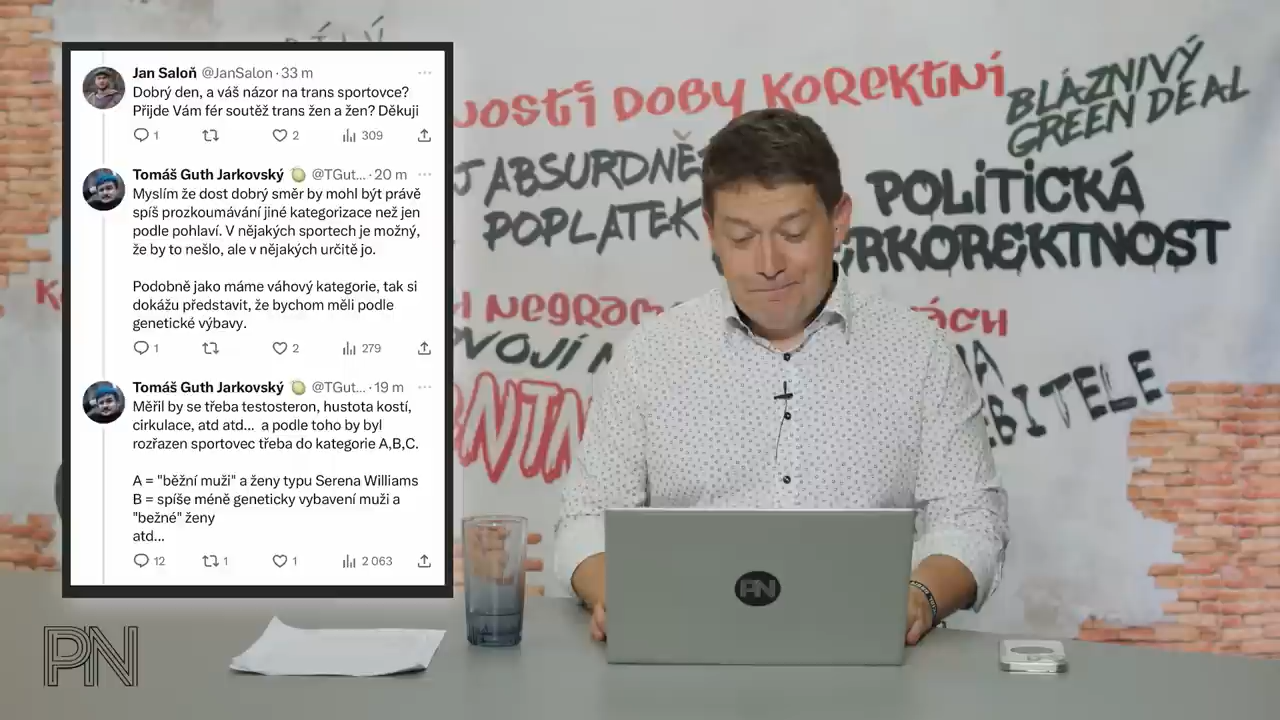 Jan Saloň @JanSalon · 33 m
Dobrý den, a váš názor na trans sportovce?
Přijde Vám fér soutěž trans žen a žen? Děkuji
1 2 309
Tomáš Guth Jarkovský @TGut... · 20 m
Myslím že dost dobrý směr by mohl být právě
spíš prozkoumávání jiné kategorizace než jen
podle pohlaví. V nějakých sportech je možný,
že by to nešlo, ale v nějakých určitě jo.
Podobně jako máme váhový kategorie, tak si
dokážu představit, že bychom měli podle
genetické výbavy.
1 2 279
Tomáš Guth Jarkovský @TGut... · 19 m
Měřil by se třeba testosteron, hustota kostí,
cirkulace, atd atd... a podle toho by byl
rozřazen sportovec třeba do kategorie A,B,C.
A = "běžní muži" a ženy typu Serena Williams
B = spíše méně geneticky vybavení muži a
"bežné" ženy
atd...
12 1 1 2 063
DOBY KOREKTNÍ
BLÁZNIVÝ
GREEN DEAL
ABSURDNĚ
POPLATEK
POLITICKÁ
ERKOREKTNOST
PN
PN